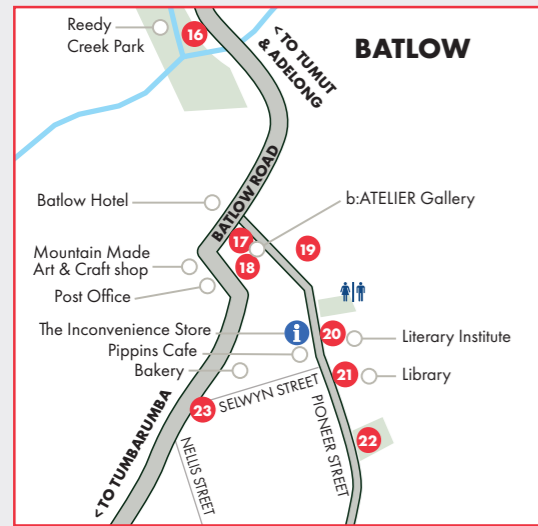 BATLOW
Reedy
Creek Park
16
<TO TUMUT
& ADELONG
BATLOW ROAD
Batlow Hotel
b:ATELIER Gallery
17
19
18
Mountain Made
Art & Craft shop
Post Office
The Inconvenience Store
i
20
Literary Institute
Pippins Cafe
Bakery
21
Library
SELWYN STREET
23
PIONEER STREET
22
<TO TUMBARUMBA
NELLIS STREET